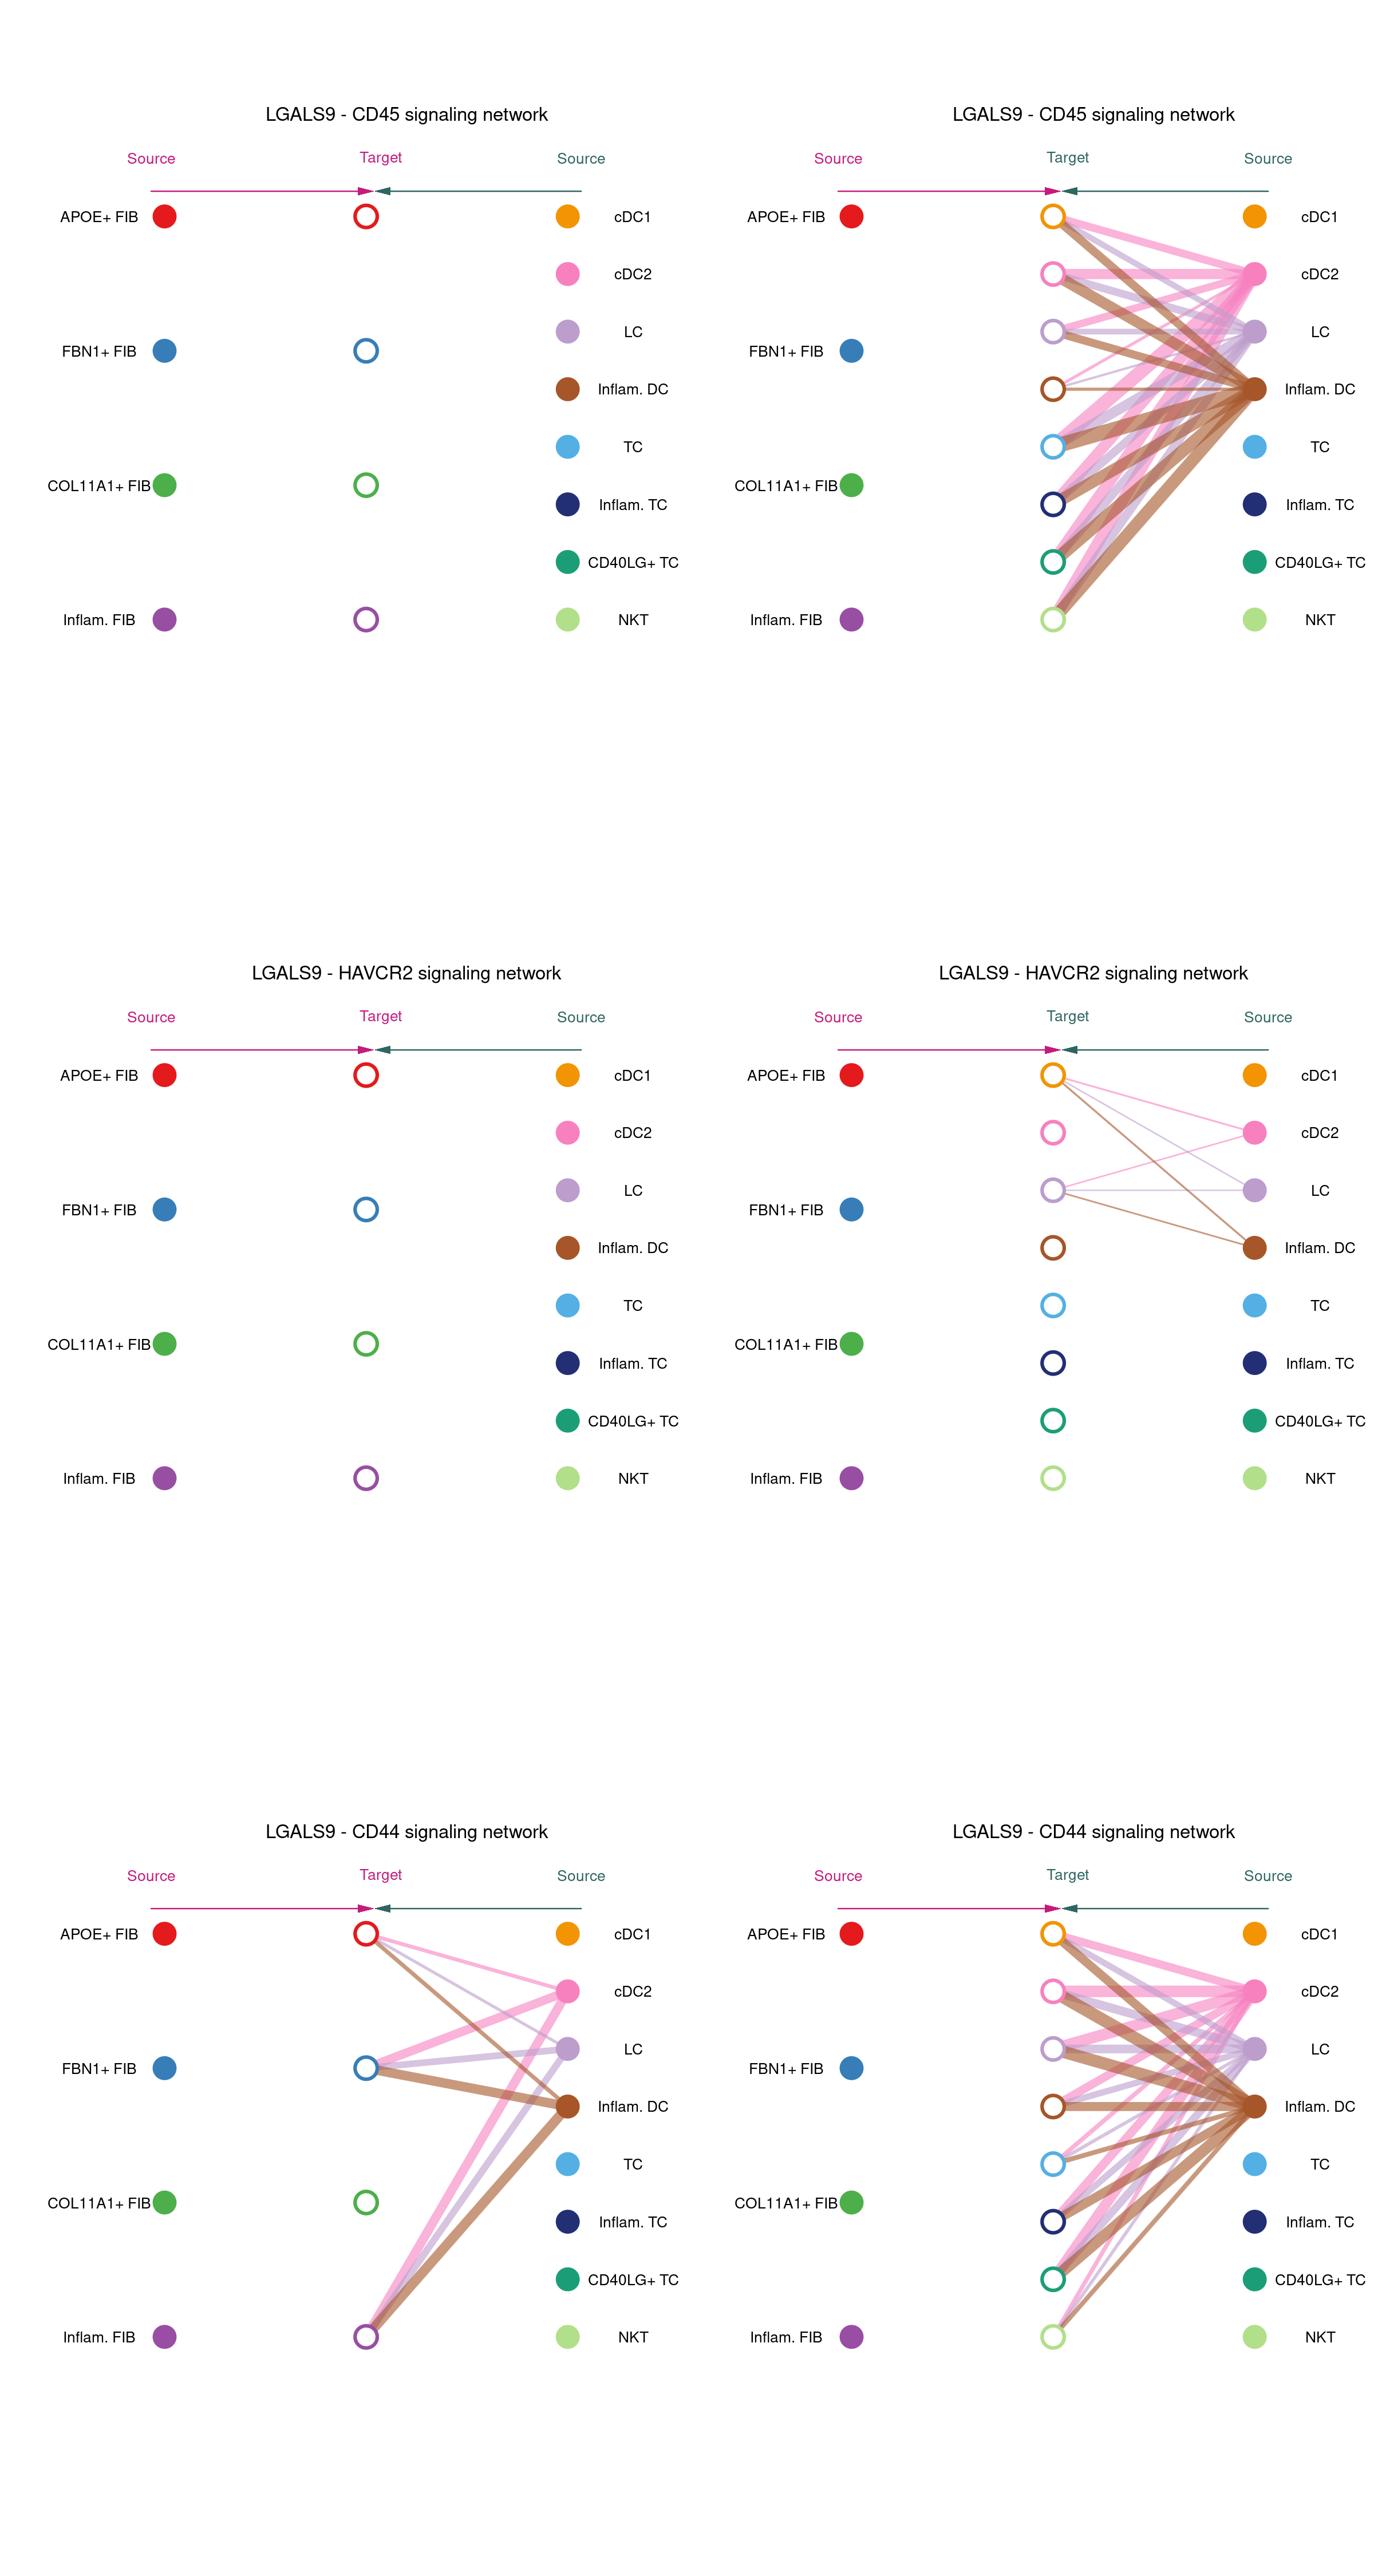 LGALS9 - CD45 signaling network
Source Target Source
APOE+ FIB cDC1
cDC2
LC
FBN1+ FIB
Inflam. DC
TC
COL11A1+ FIB
Inflam. TC
CD40LG+ TC
Inflam. FIB NKT
LGALS9 - CD45 signaling network
Source Target Source
APOE+ FIB cDC1
cDC2
LC
FBN1+ FIB
Inflam. DC
TC
COL11A1+ FIB
Inflam. TC
CD40LG+ TC
Inflam. FIB NKT
LGALS9 - HAVCR2 signaling network
Source Target Source
APOE+ FIB cDC1
cDC2
LC
FBN1+ FIB
Inflam. DC
TC
COL11A1+ FIB
Inflam. TC
CD40LG+ TC
Inflam. FIB NKT
LGALS9 - HAVCR2 signaling network
Source Target Source
APOE+ FIB cDC1
cDC2
LC
FBN1+ FIB
Inflam. DC
TC
COL11A1+ FIB
Inflam. TC
CD40LG+ TC
Inflam. FIB NKT
LGALS9 - CD44 signaling network
Source Target Source
APOE+ FIB cDC1
cDC2
LC
FBN1+ FIB
Inflam. DC
TC
COL11A1+ FIB
Inflam. TC
CD40LG+ TC
Inflam. FIB NKT
LGALS9 - CD44 signaling network
Source Target Source
APOE+ FIB cDC1
cDC2
LC
FBN1+ FIB
Inflam. DC
TC
COL11A1+ FIB
Inflam. TC
CD40LG+ TC
Inflam. FIB NKT